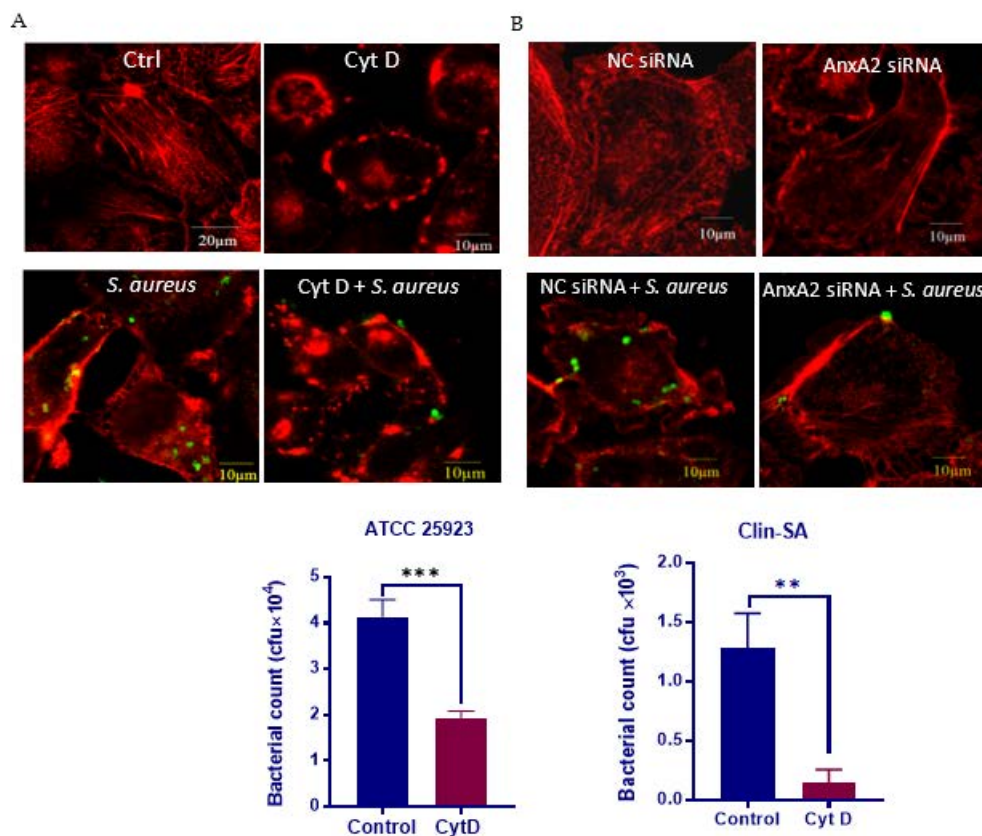 A
B
Ctrl
Cyt D
NC siRNA
AnxA2 siRNA
20µm
10µm
10µm
10µm
S. aureus
Cyt D + S. aureus
NC siRNA + S. aureus
AnxA2 siRNA + S. aureus
10µm
10µm
10µm
10µm
ATCC 25923
Bacterial count (cfu×10⁴)
5
4
3
2
1
0
***
Control
CytD
Clin-SA
Bacterial count (cfu ×10³)
2.0
1.5
1.0
0.5
0.0
**
Control
Cyt D